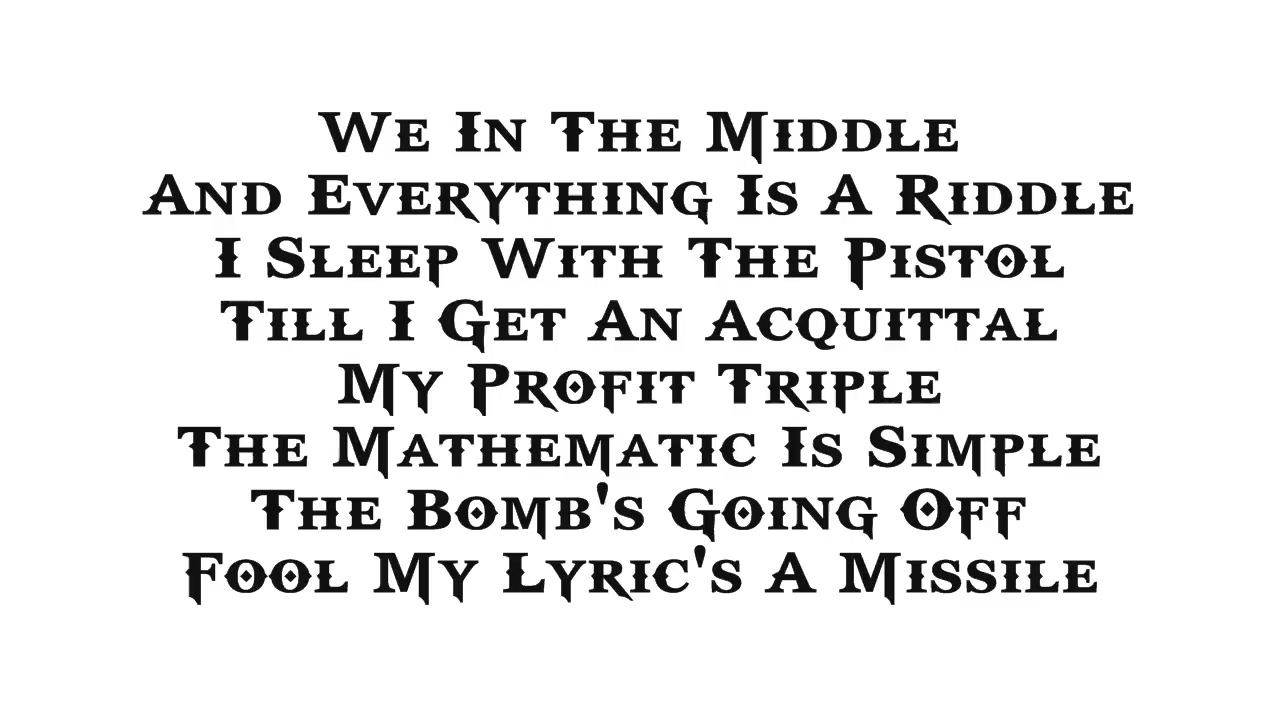 We In The Middle
And Everything Is A Riddle
I Sleep With The Pistol
Till I Get An Acquittal
My Profit Triple
The Mathematic Is Simple
The Bomb's Going Off
Fool My Lyric's A Missile